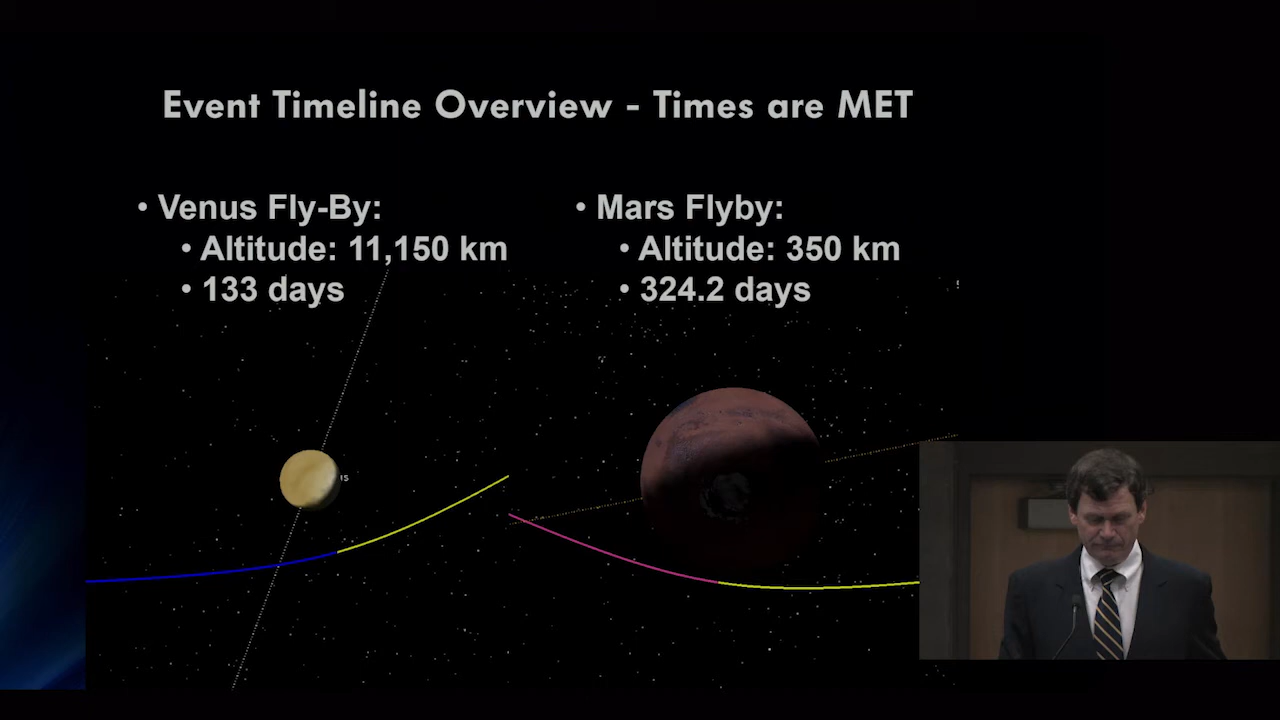 Event Timeline Overview - Times are MET
• Venus Fly-By:
• Altitude: 11,150 km
• 133 days
• Mars Flyby:
• Altitude: 350 km
• 324.2 days